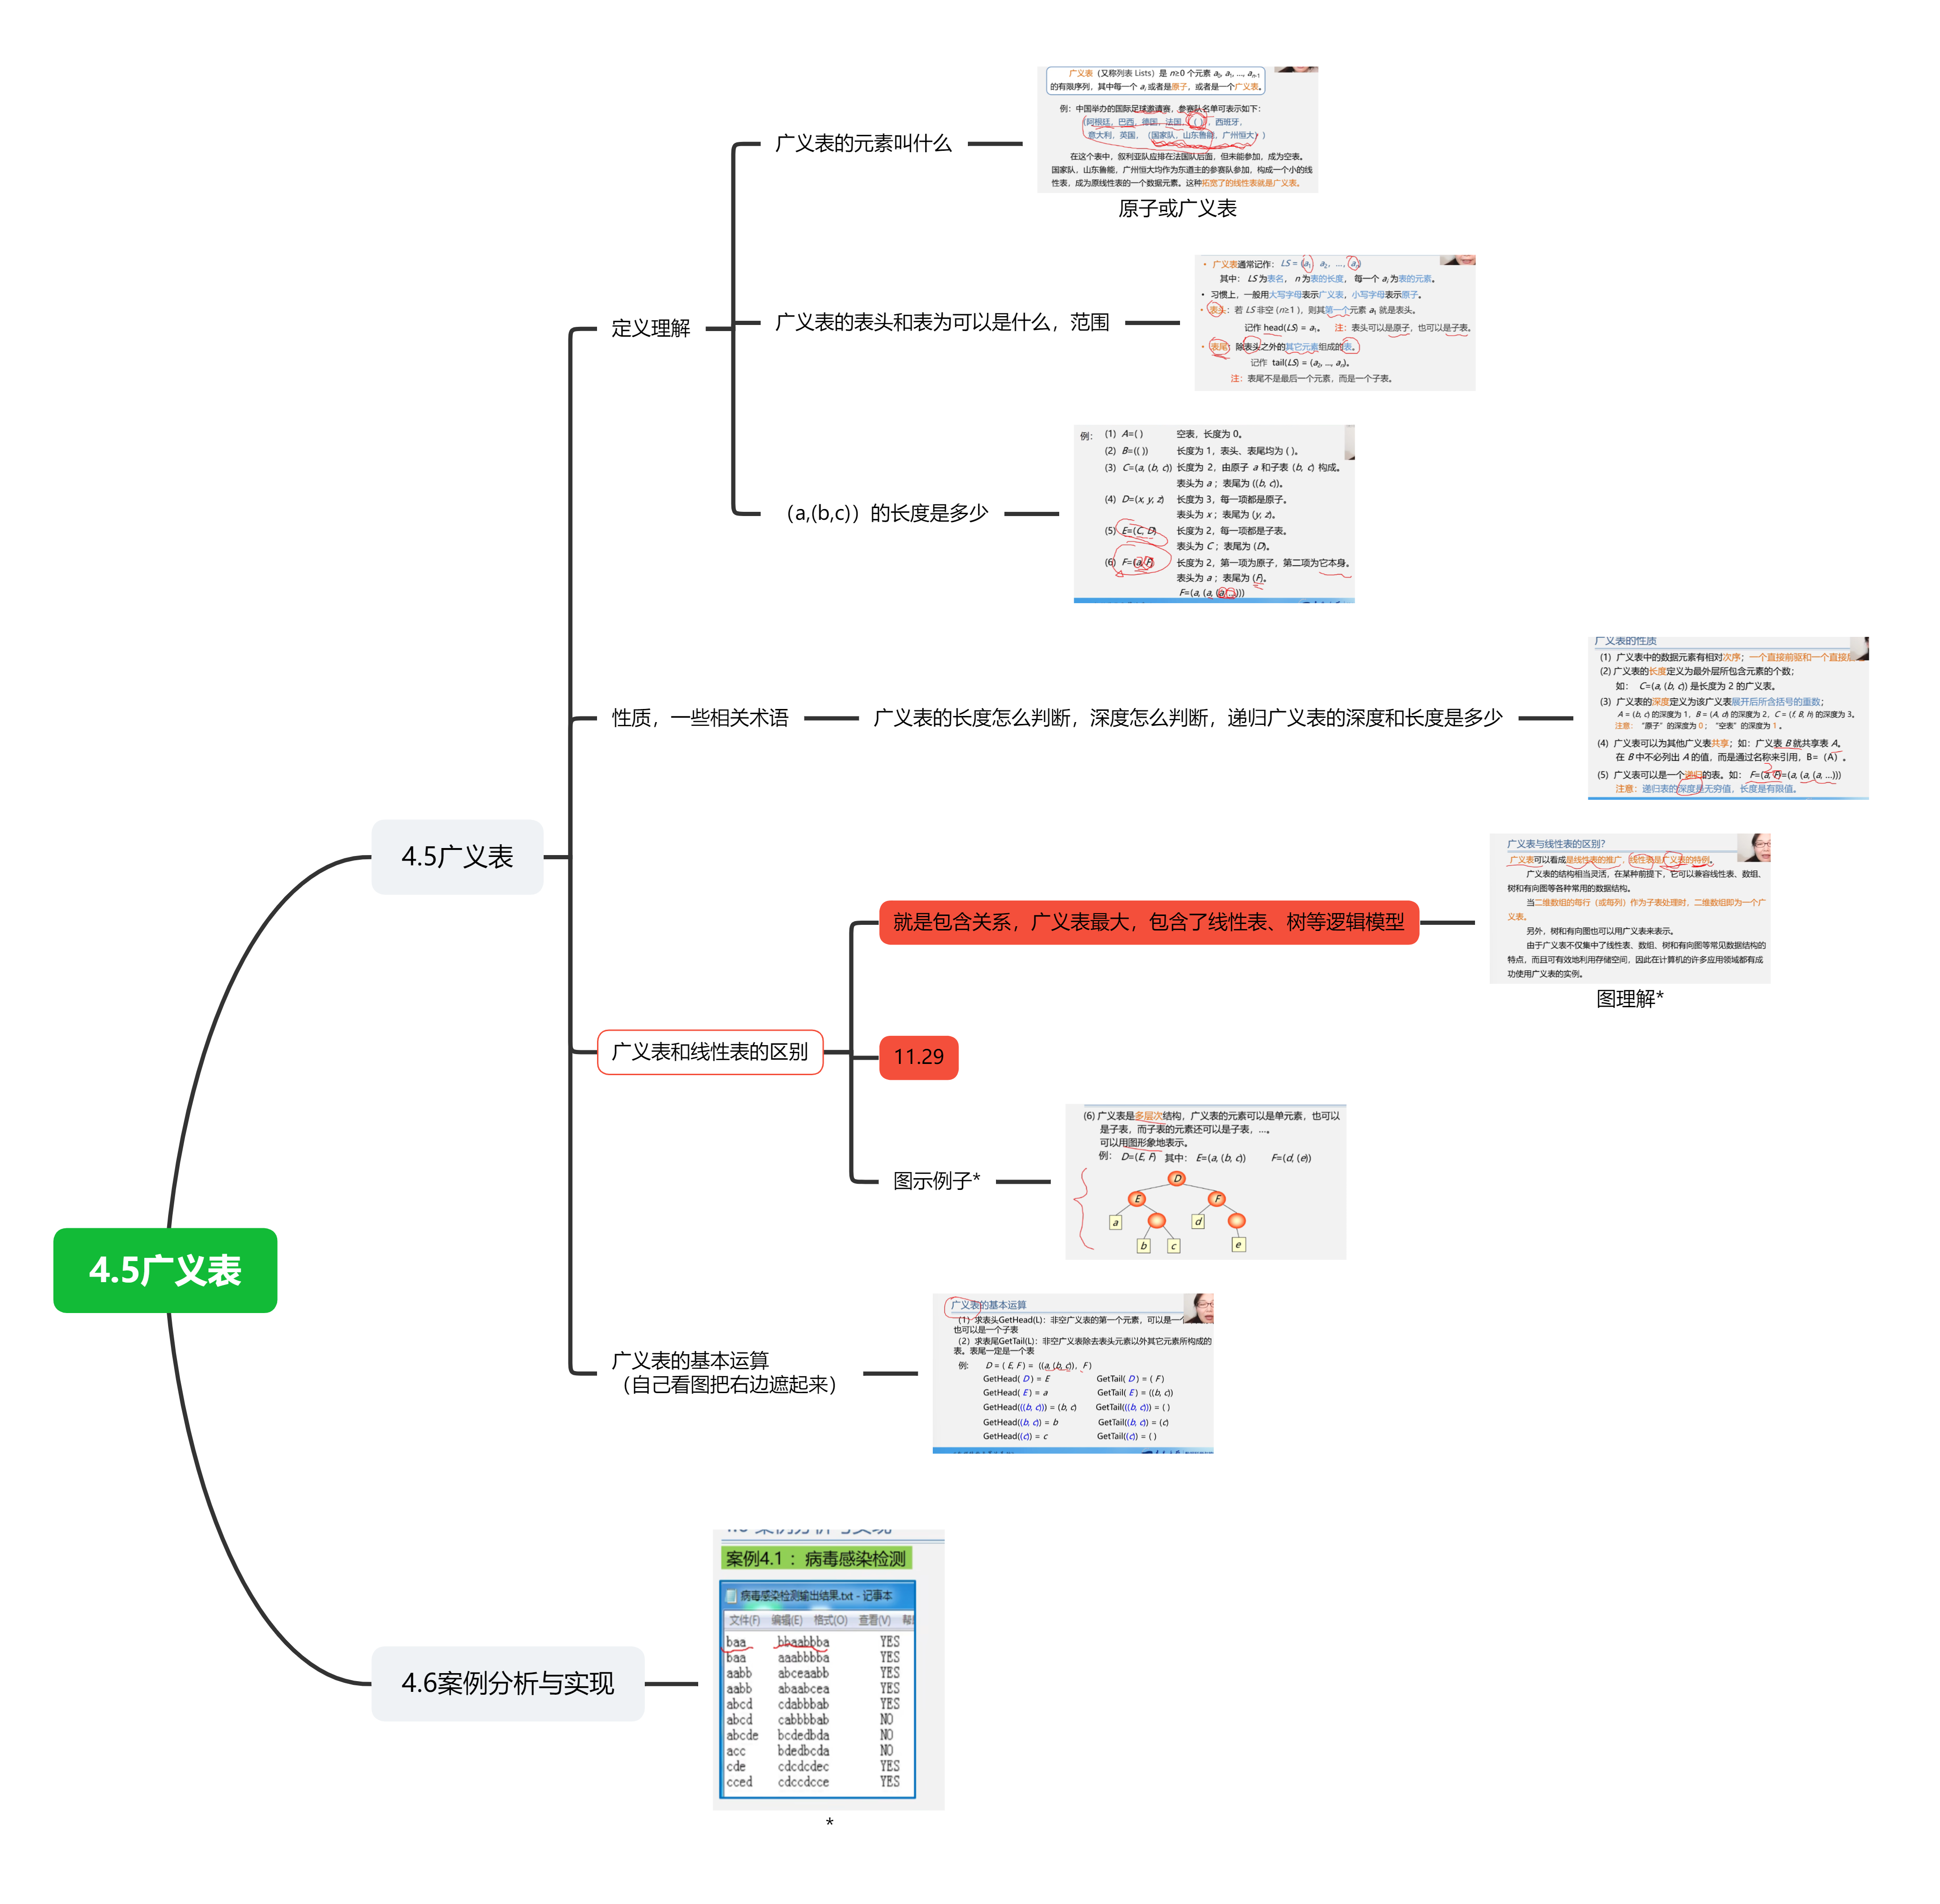 4.5广义表
4.5广义表
定义理解
广义表的元素叫什么
广义表（又称列表 Lists）是 n≥0 个元素 a0, a1, ..., an-1
的有限序列，其中每一个 ai 或者是原子，或者是一个广义表。
例：中国举办的国际足球邀请赛，参赛队名单可表示如下：
(阿根廷，巴西，德国，法国，( )，西班牙，
意大利，英国，（国家队，山东鲁能，广州恒大）)
在这个表中，叙利亚队应排在法国队后面，但未能参加，成为空表。
国家队，山东鲁能，广州恒大均作为东道主的参赛队参加，构成一个小的线
性表，成为原线性表的一个数据元素。这种拓宽了的线性表就是广义表。
原子或广义表
广义表的表头和表为可以是什么，范围
• 广义表通常记作： LS = (a1, a2, ..., an)
其中： LS 为表名， n 为表的长度， 每一个 ai 为表的元素。
• 习惯上，一般用大写字母表示广义表，小写字母表示原子。
• 表头：若 LS 非空 (n≥1 )，则其第一个元素 a1 就是表头。
记作 head(LS) = a1。 注：表头可以是原子，也可以是子表。
• 表尾：除表头之外的其它元素组成的表。
记作 tail(LS) = (a2, ..., an)。
注：表尾不是最后一个元素，而是一个子表。
（a,(b,c)）的长度是多少
例： (1) A=( ) 空表，长度为 0。
(2) B=(( )) 长度为 1，表头、表尾均为 ( )。
(3) C=(a, (b, c)) 长度为 2，由原子 a 和子表 (b, c) 构成。
表头为 a ；表尾为 ((b, c))。
(4) D=(x, y, z) 长度为 3，每一项都是原子。
表头为 x ；表尾为 (y, z)。
(5) E=(C, D) 长度为 2，每一项都是子表。
表头为 C ；表尾为 (D)。
(6) F=(a, F) 长度为 2，第一项为原子，第二项为它本身。
表头为 a ；表尾为 (F)。
F=(a, (a, (a, ...)))
性质，一些相关术语
广义表的长度怎么判断，深度怎么判断，递归广义表的深度和长度是多少
广义表的性质
(1) 广义表中的数据元素有相对次序；一个直接前驱和一个直接
(2) 广义表的长度定义为最外层所包含元素的个数；
如： C=(a, (b, c)) 是长度为 2 的广义表。
(3) 广义表的深度定义为该广义表展开后所含括号的重数；
A = (b, c) 的深度为 1，B = (A, d) 的深度为 2，C = (f, B, h) 的深度为 3。
注意：“原子”的深度为 0 ；“空表”的深度为 1 。
(4) 广义表可以为其他广义表共享；如：广义表 B 就共享表 A。
在 B 中不必列出 A 的值，而是通过名称来引用，B=（A）。
(5) 广义表可以是一个递归的表。如： F=(a, F)=(a, (a, (a, ...)))
注意：递归表的深度是无穷值，长度是有限值。
广义表和线性表的区别
就是包含关系，广义表最大，包含了线性表、树等逻辑模型
广义表与线性表的区别？
广义表可以看成是线性表的推广，线性表是广义表的特例。
广义表的结构相当灵活，在某种前提下，它可以兼容线性表、数组、
树和有向图等各种常用的数据结构。
当二维数组的每行（或每列）作为子表处理时，二维数组即为一个广
义表。
另外，树和有向图也可以用广义表来表示。
由于广义表不仅集中了线性表、数组、树和有向图等常见数据结构的
特点，而且可有效地利用存储空间，因此在计算机的许多应用领域都有成
功使用广义表的实例。
图理解*
11.29
图示例子*
(6) 广义表是多层次结构，广义表的元素可以是单元素，也可以
是子表，而子表的元素还可以是子表，…。
可以用图形象地表示。
例： D=(E, F) 其中： E=(a, (b, c)) F=(d, (e))
D
E F
a d
b c e
广义表的基本运算
（自己看图把右边遮起来）
广义表的基本运算
（1）求表头GetHead(L)：非空广义表的第一个元素，可以是一个
也可以是一个子表
（2）求表尾GetTail(L)：非空广义表除去表头元素以外其它元素所构成的
表。表尾一定是一个表
例: D = ( E, F ) = ((a, (b, c)), F )
GetHead( D ) = E GetTail( D ) = ( F )
GetHead( E ) = a GetTail( E ) = ((b, c))
GetHead(((b, c))) = (b, c) GetTail(((b, c))) = ( )
GetHead((b, c)) = b GetTail((b, c)) = (c)
GetHead((c)) = c GetTail((c)) = ( )
4.6案例分析与实现
4.6 案例分析与实现
案例4.1 ：病毒感染检测
病毒感染检测输出结果.txt - 记事本
文件(F) 编辑(E) 格式(O) 查看(V)
baa bbaabbba YES
baa aaabbbba YES
aabb abceaabb YES
aabb abaabcea YES
abcd cdabbbab YES
abcd cabbbbab NO
abcde bcdedbda NO
acc bdedbcda NO
cde cdcdcdec YES
cced cdccdcce YES
*